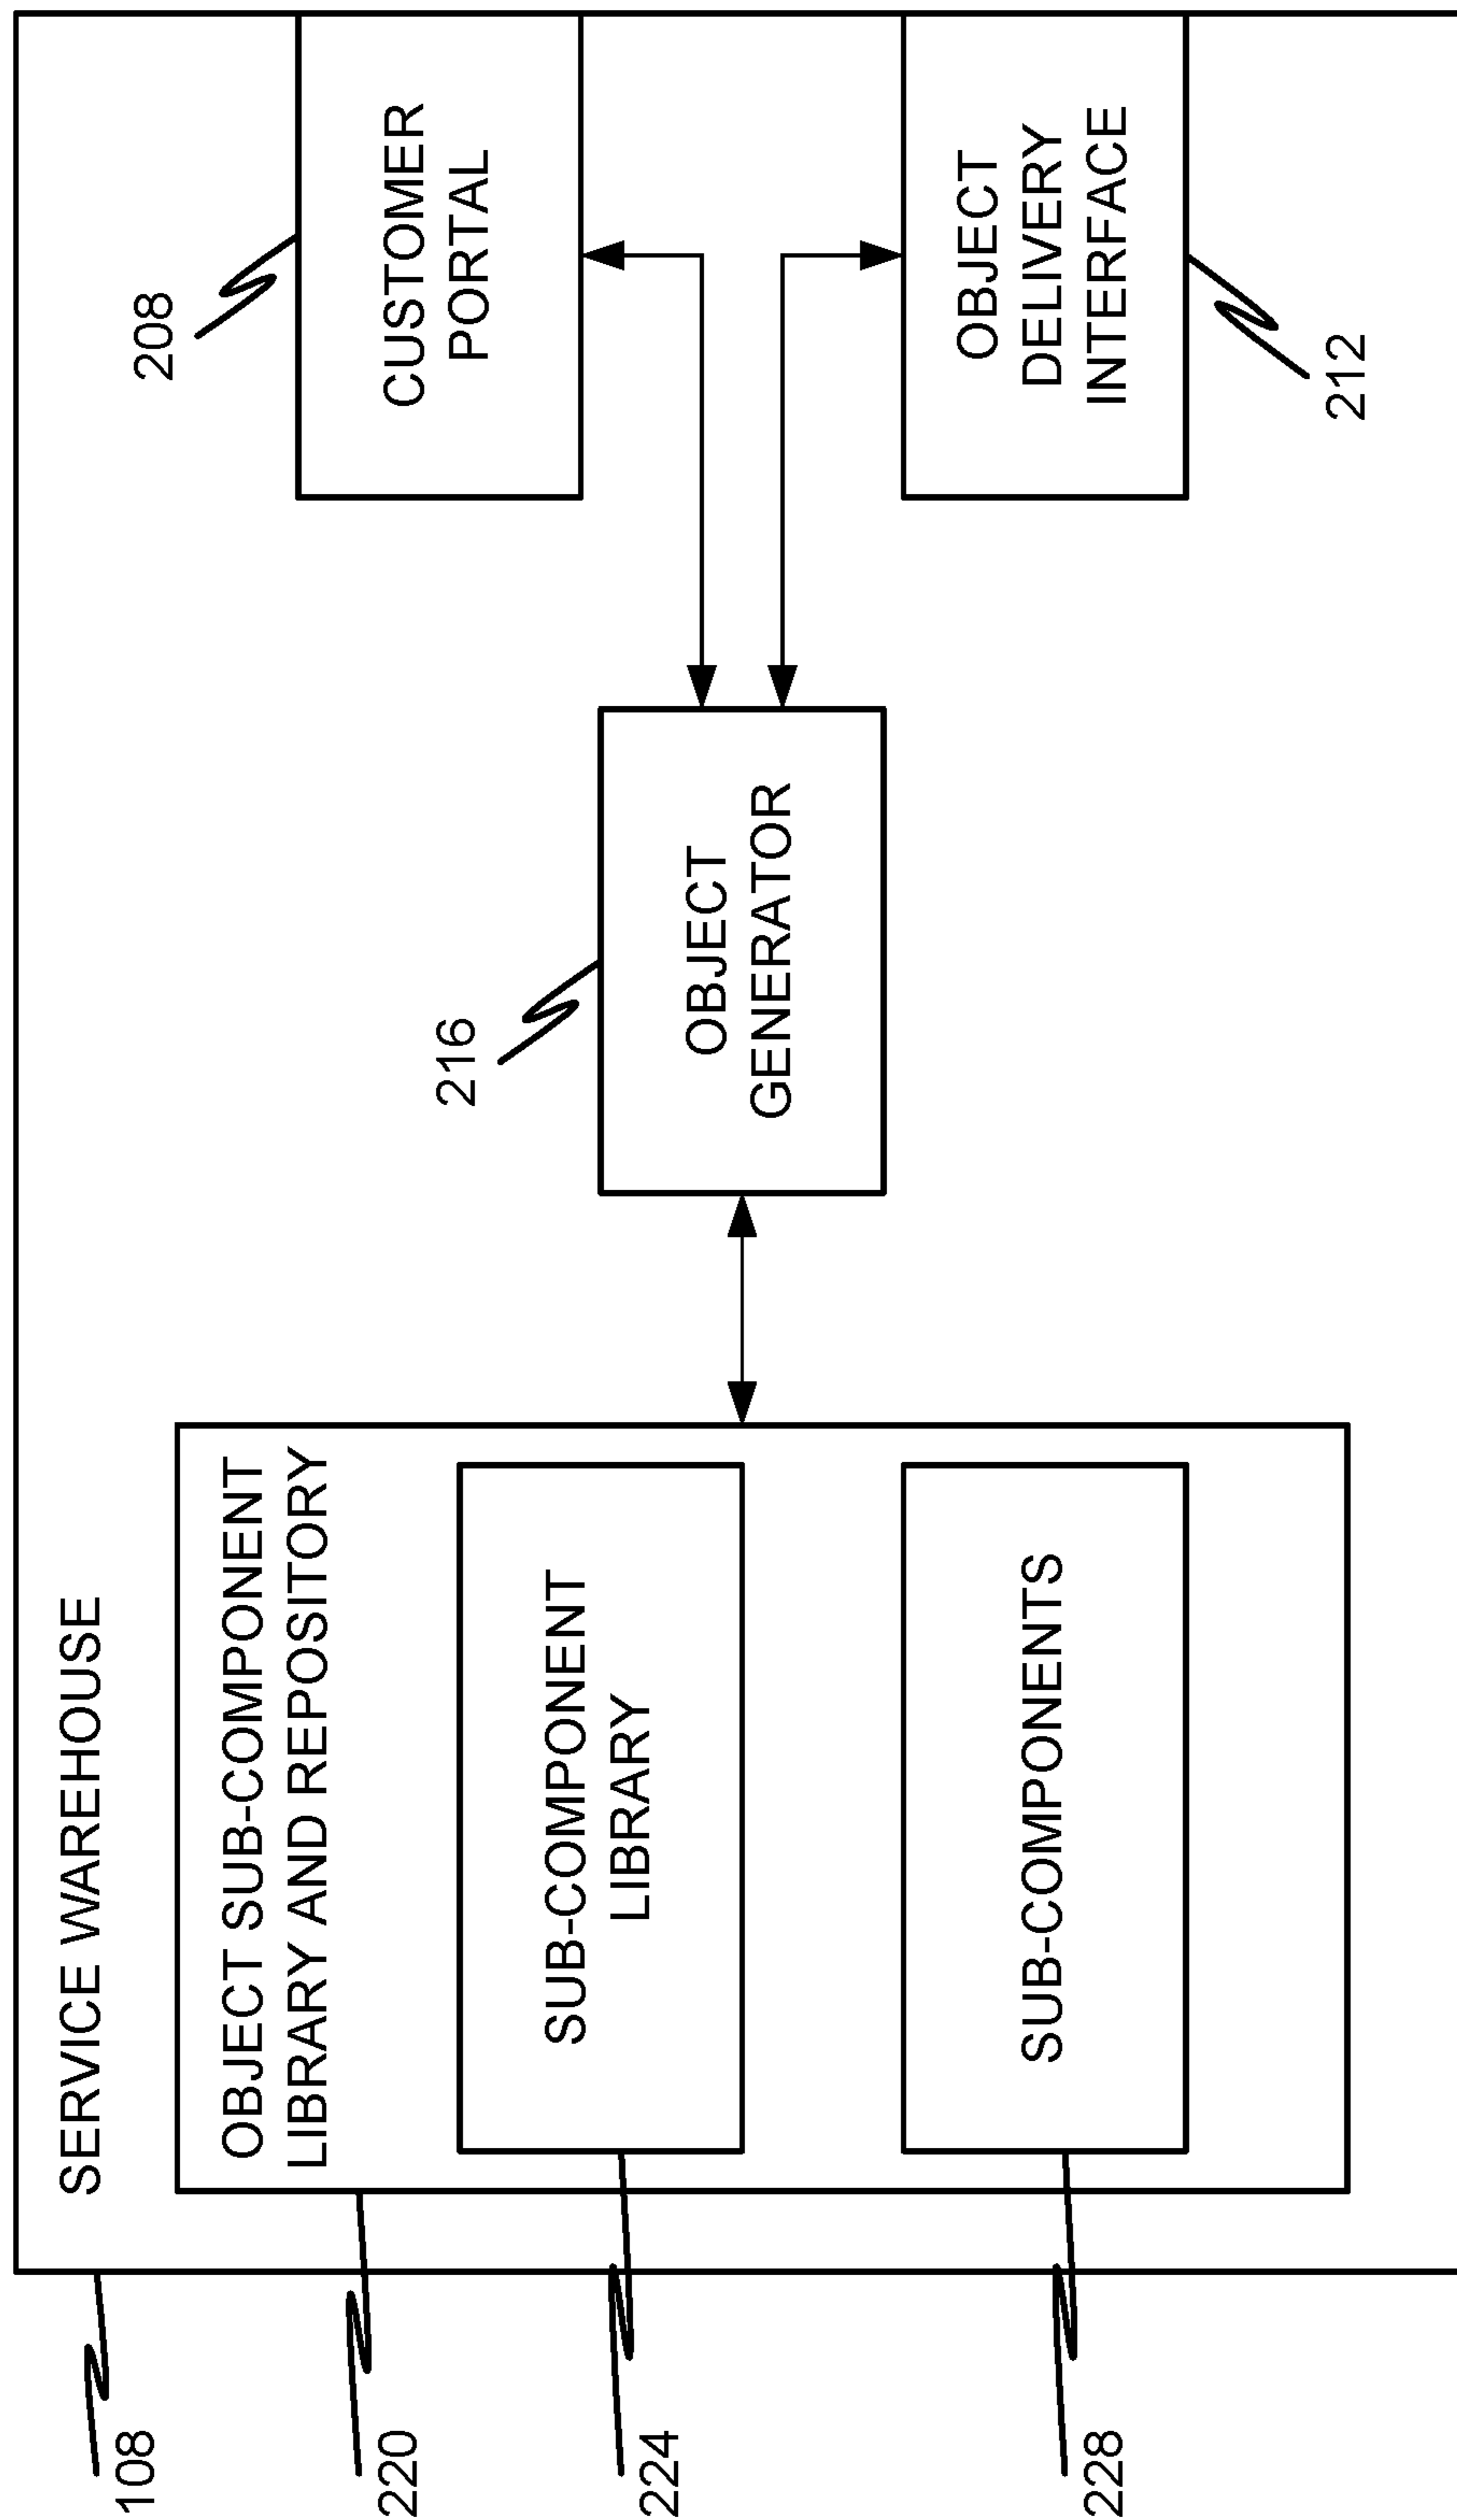 108
SERVICE WAREHOUSE
220
OBJECT SUB-COMPONENT
LIBRARY AND REPOSITORY
224
SUB-COMPONENT
LIBRARY
228
SUB-COMPONENTS
216
OBJECT
GENERATOR
208
CUSTOMER
PORTAL
OBJECT
DELIVERY
INTERFACE
212